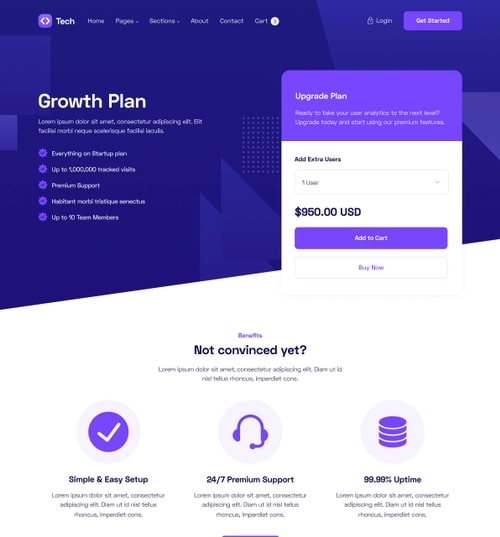 Tech
Home
Pages
Sections
About
Contact
Cart
Login
Get Started
Growth Plan
Lorem ipsum dolor sit amet, consectetur adipiscing elit. Elit
facilisi morbi neque scelerisque facilisi iaculis.
Everything on Startup plan
Up to 1,000,000 tracked visits
Premium Support
Habitant morbi tristique senectus
Up to 10 Team Members
Upgrade Plan
Ready to take your user analytics to the next level?
Upgrade today and start using our premium features.
Add Extra Users
1 User
$950.00 USD
Add to Cart
Buy Now
Benefits
Not convinced yet?
Lorem ipsum dolor sit amet, consectetur adipiscing elit. Diam ut id
nisl tellus rhoncus, imperdiet cons.
Simple & Easy Setup
Lorem ipsum dolor sit amet, consectetur
adipiscing elit. Diam ut id nisl tellus
rhoncus, imperdiet cons.
24/7 Premium Support
Lorem ipsum dolor sit amet, consectetur
adipiscing elit. Diam ut id nisl tellus
rhoncus, imperdiet cons.
99.99% Uptime
Lorem ipsum dolor sit amet, consectetur
adipiscing elit. Diam ut id nisl tellus
rhoncus, imperdiet cons.